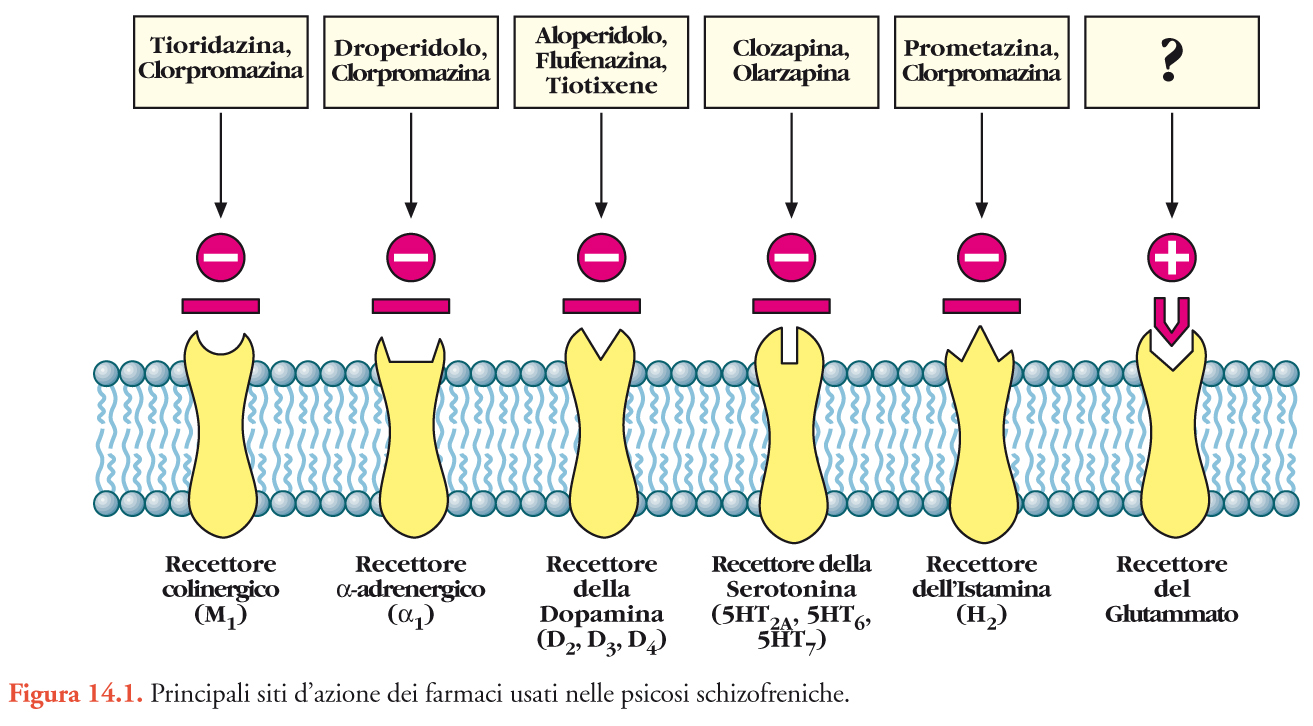 Tioridazina,
Clorpromazina
Droperidolo,
Clorpromazina
Aloperidolo,
Flufenazina,
Tiotixene
Clozapina,
Olarzapina
Prometazina,
Clorpromazina
?
Recettore
colinergico
(M1)
Recettore
α-adrenergico
(α1)
Recettore
della
Dopamina
(D2, D3, D4)
Recettore della
Serotonina
(5HT2A, 5HT6,
5HT7)
Recettore
dell'Istamina
(H2)
Recettore
del
Glutammato
Figura 14.1. Principali siti d'azione dei farmaci usati nelle psicosi schizofreniche.